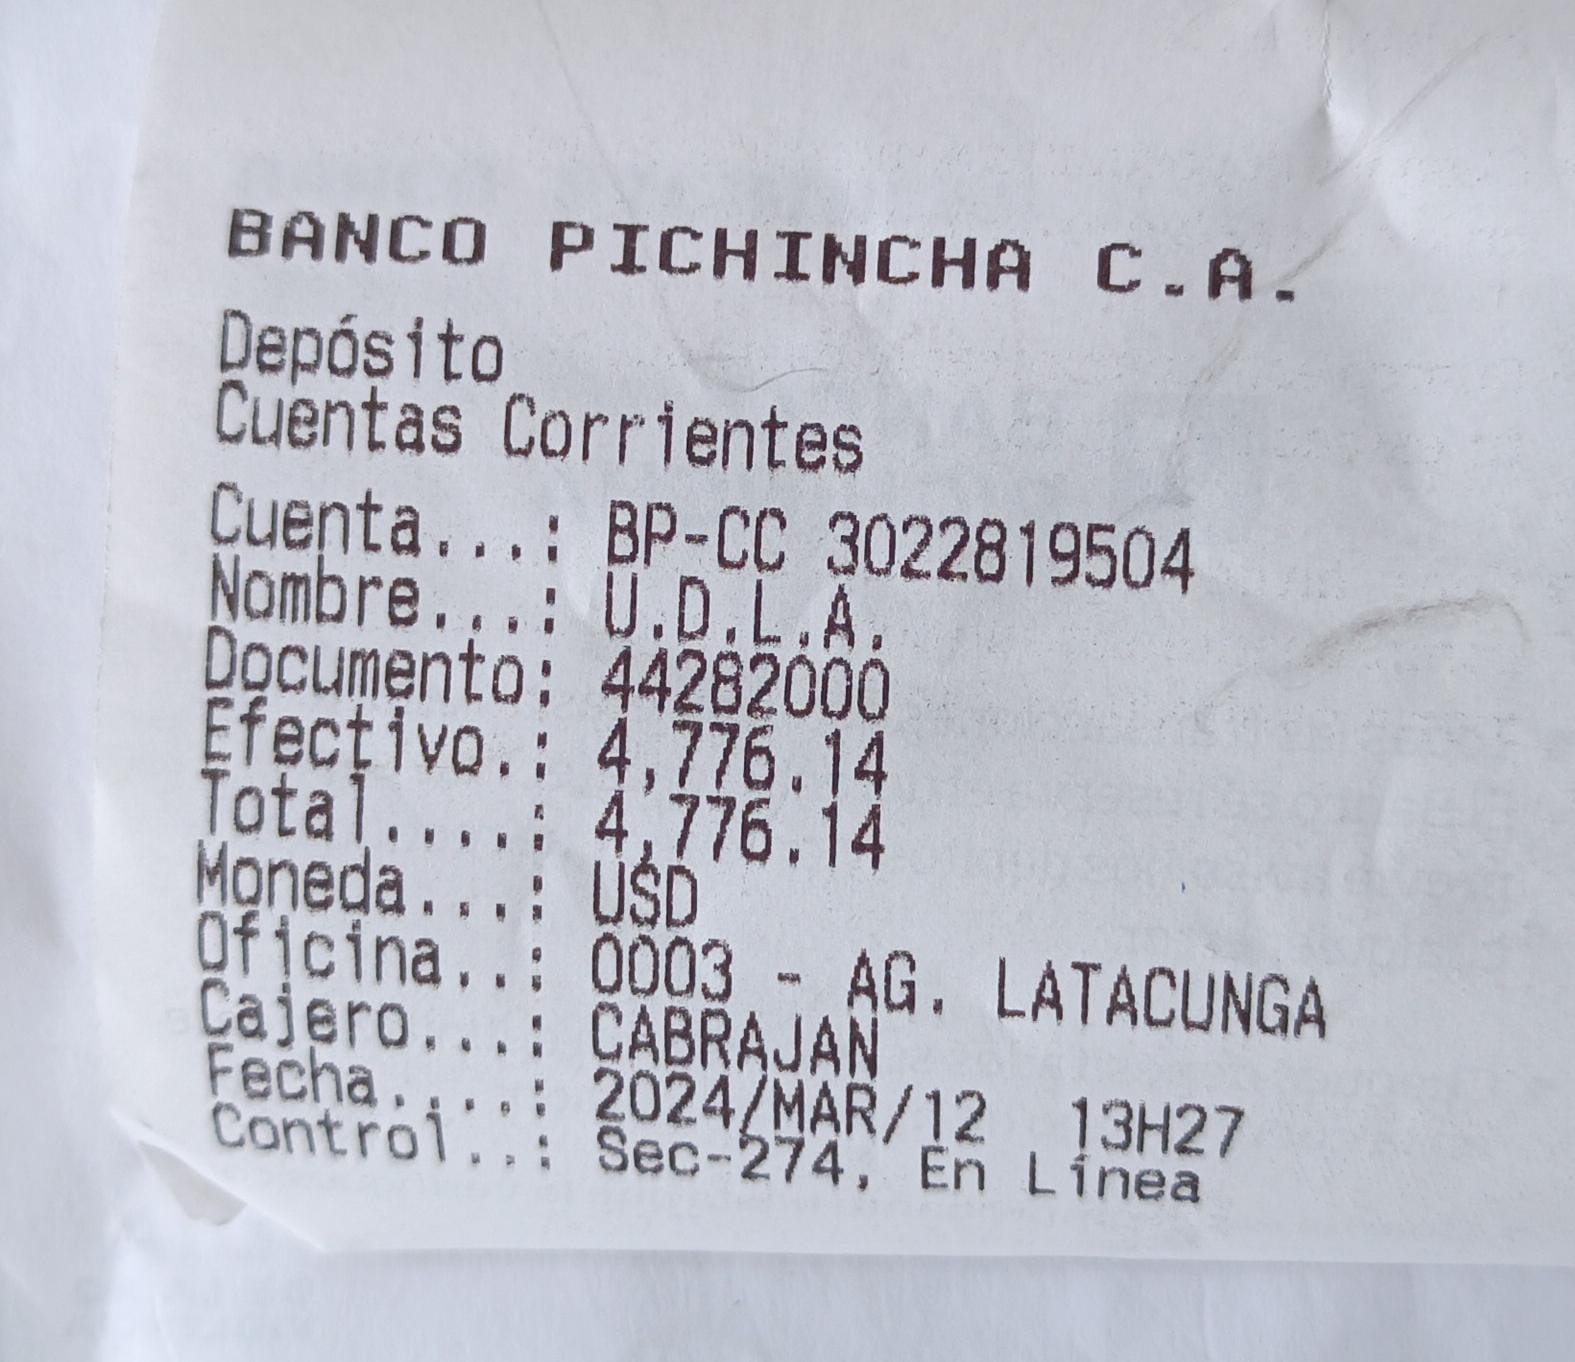 BANCO PICHINCHA C.A.
Depósito
Cuentas Corrientes
Cuenta...: BP-CC 3022819504
Nombre...: U.D.L.A.
Documento: 44282000
Efectivo.: 4,776.14
Total....: 4,776.14
Moneda...: USD
Oficina..: 0003 - AG. LATACUNGA
Cajero...: CABRAJAN
Fecha....: 2024/MAR/12 13H27
Control..: Sec-274, En Línea